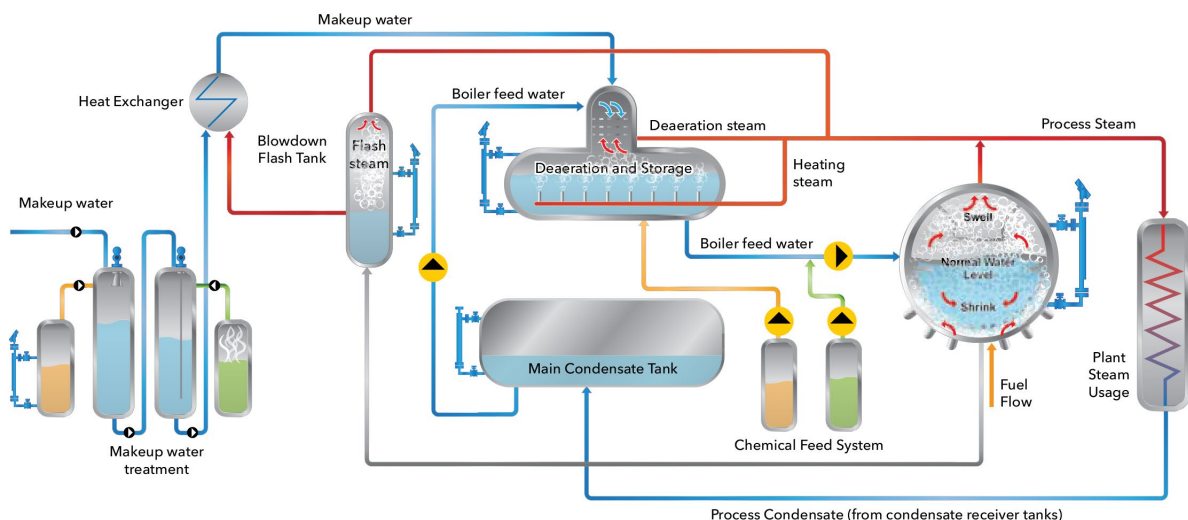 Makeup water
Heat Exchanger
Boiler feed water
Blowdown
Flash Tank
Flash
steam
Deaeration steam
Process Steam
Deaeration and Storage
Heating
steam
Makeup water
Boiler feed water
Swell
Normal Water
Level
Shrink
Main Condensate Tank
Plant
Steam
Usage
Fuel
Flow
Chemical Feed System
Makeup water
treatment
Process Condensate (from condensate receiver tanks)